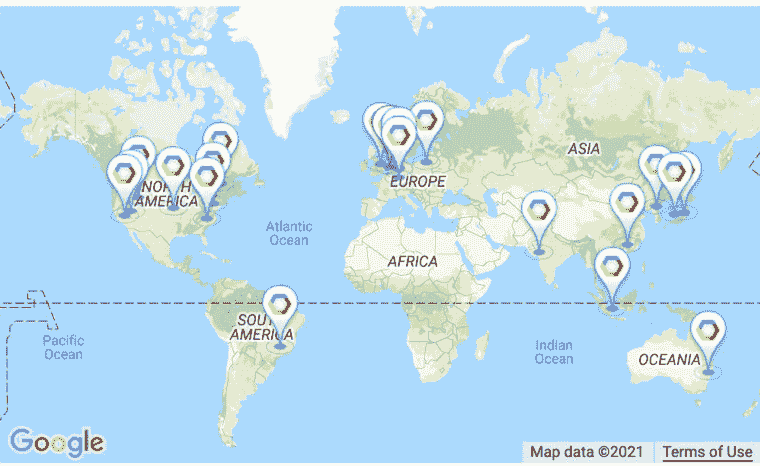 ASIA
NORTH
AMERICA
EUROPE
Atlantic
Ocean
AFRICA
SOUTH
AMERICA
Pacific
Ocean
Indian
Ocean
OCEANIA
Google
Map data ©2021
Terms of Use